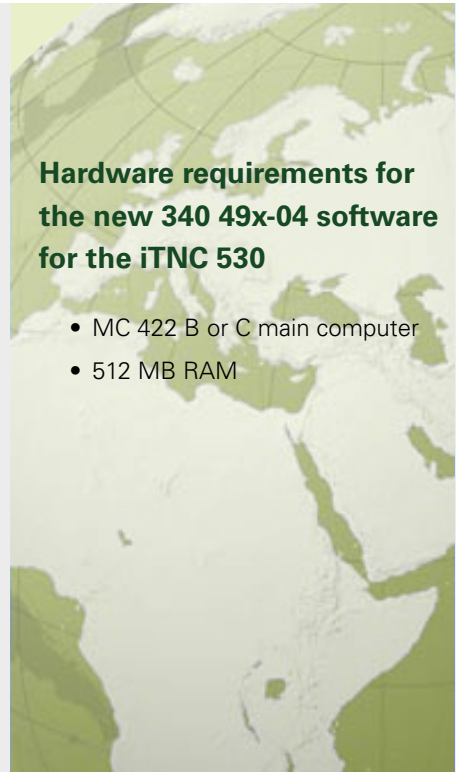 Hardware requirements for
the new 340 49x-04 software
for the iTNC 530
• MC 422 B or C main computer
• 512 MB RAM